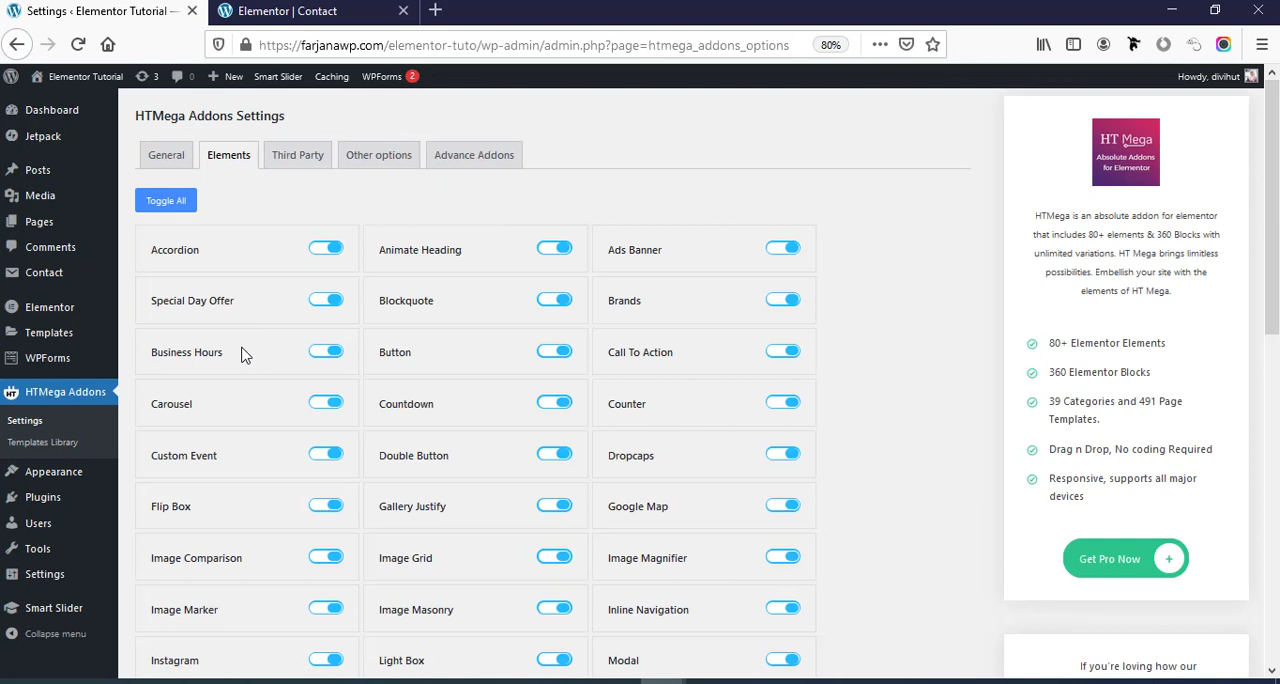 Settings ‹ Elementor Tutorial —
Elementor | Contact
https://farjanawp.com/elementor-tuto/wp-admin/admin.php?page=htmega_addons_options
80%
Elementor Tutorial
3
0
New
Smart Slider
Caching
WPForms
2
Howdy, divihut
Dashboard
Jetpack
Posts
Media
Pages
Comments
Contact
Elementor
Templates
WPForms
HT
HTMega Addons
Settings
Templates Library
Appearance
Plugins
Users
Tools
Settings
Smart Slider
Collapse menu
HTMega Addons Settings
General
Elements
Third Party
Other options
Advance Addons
Toggle All
Accordion
Animate Heading
Ads Banner
Special Day Offer
Blockquote
Brands
Business Hours
Button
Call To Action
Carousel
Countdown
Counter
Custom Event
Double Button
Dropcaps
Flip Box
Gallery Justify
Google Map
Image Comparison
Image Grid
Image Magnifier
Image Marker
Image Masonry
Inline Navigation
Instagram
Light Box
Modal
HT Mega
Absolute Addons
for Elementor
HTMega is an absolute addon for elementor
that includes 80+ elements & 360 Blocks with
unlimited variations. HT Mega brings limitless
possibilities. Embellish your site with the
elements of HT Mega.
80+ Elementor Elements
360 Elementor Blocks
39 Categories and 491 Page
Templates.
Drag n Drop, No coding Required
Responsive, supports all major
devices
Get Pro Now
If you're loving how our